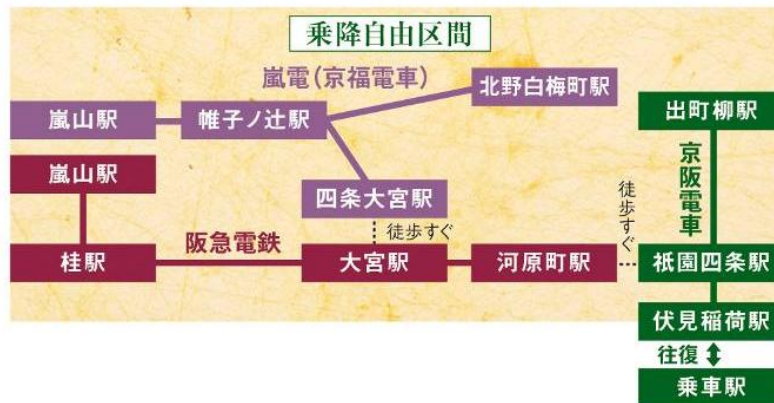 乗降自由区間
嵐電(京福電車)
北野白梅町駅
嵐山駅
帷子ノ辻駅
出町柳駅
嵐山駅
四条大宮駅
京阪電車
徒歩すぐ
阪急電鉄
徒歩すぐ
桂駅
大宮駅
河原町駅
祇園四条駅
伏見稲荷駅
往復
乗車駅